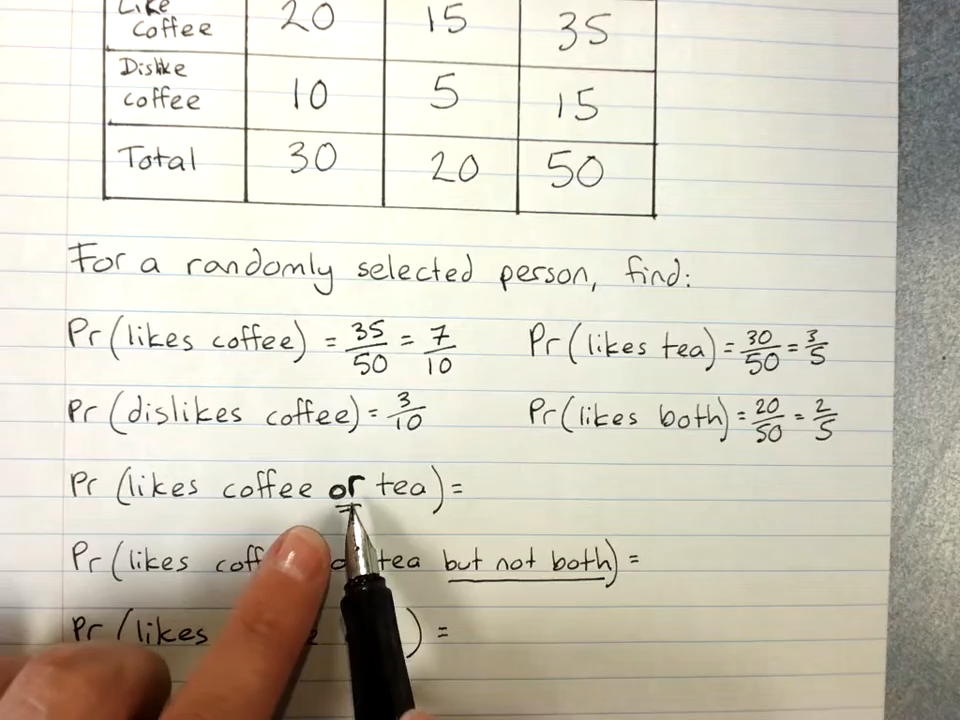 Like
coffee 20 15 35
Dislike
coffee 10 5 15
Total 30 20 50
For a randomly selected person, find:
Pr (likes coffee) = 35/50 = 7/10 Pr (likes tea) = 30/50 = 3/5
Pr (dislikes coffee) = 3/10 Pr (likes both) = 20/50 = 2/5
Pr (likes coffee or tea) =
Pr (likes tea but not both) =
Pr (likes ) =